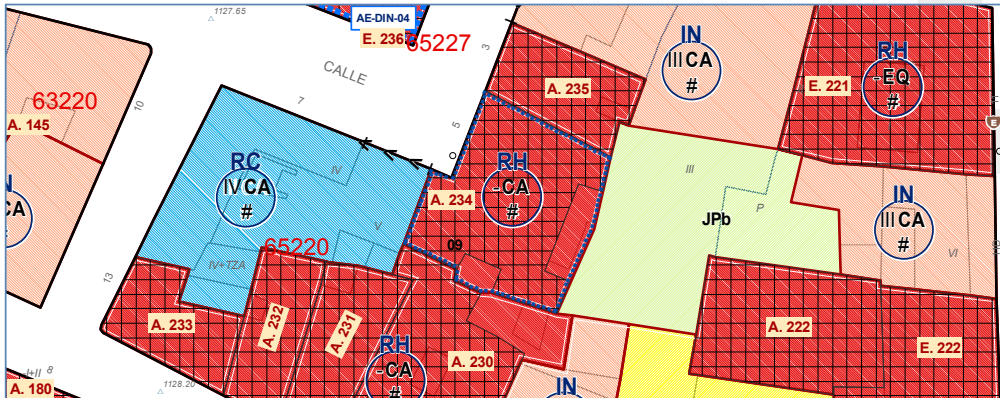 1127.65
AE-DIN-04
E. 236
65227
CALLE
3
IN
III CA
#
RH
-EQ
#
E. 221
A. 235
63220
10
7
5
A. 145
E
III
RC
IV CA
#
IV
RH
-CA
#
A. 234
P
JPb
IN
III CA
#
CA
V
09
65220
IV+TZA
VI
13
A. 233
A. 232
A. 231
RH
-CA
#
A. 230
A. 222
E. 222
I+II
8
A. 180
1128.20
IN